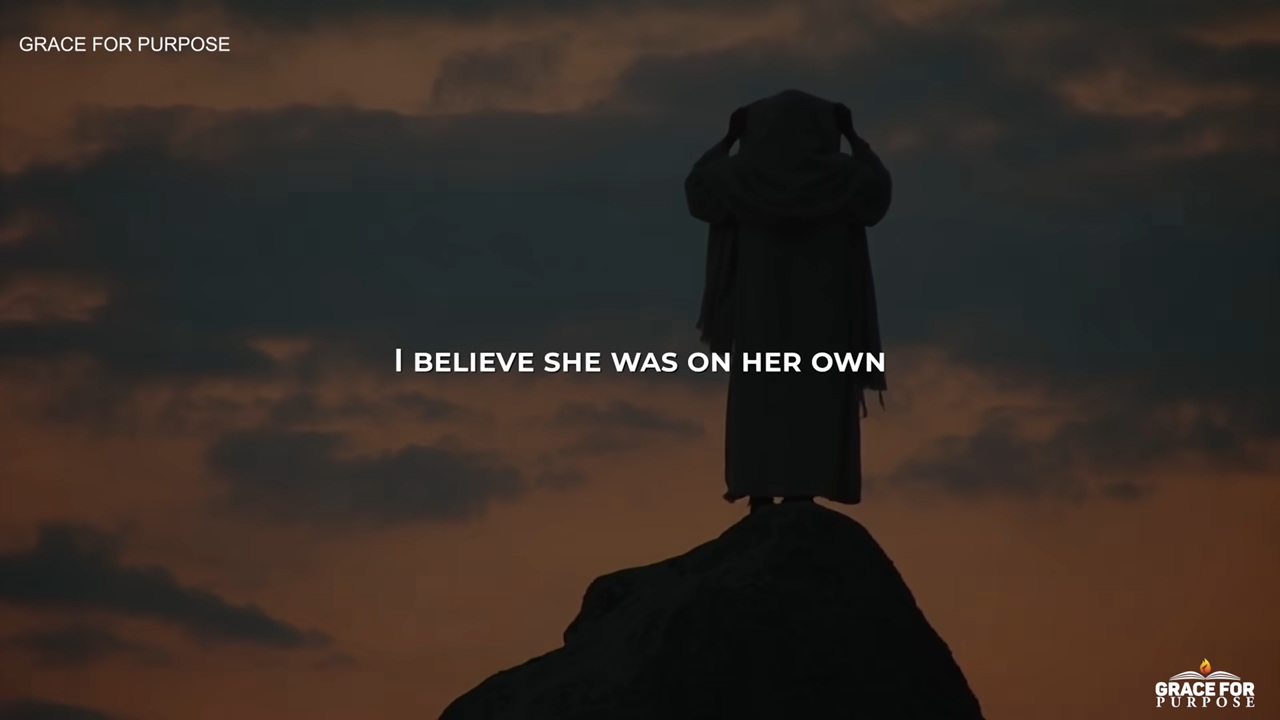 GRACE FOR PURPOSE
I BELIEVE SHE WAS ON HER OWN
GRACE FOR
PURPOSE